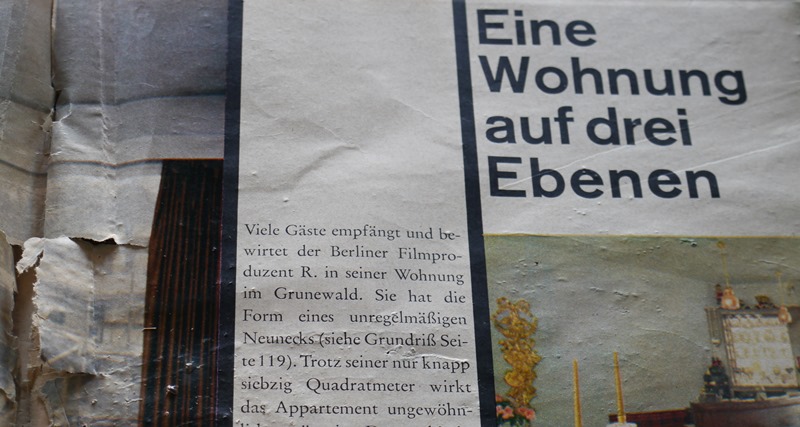 Eine
Wohnung
auf drei
Ebenen
Viele Gäste empfängt und be-
wirtet der Berliner Filmpro-
duzent R. in seiner Wohnung
im Grunewald. Sie hat die
Form eines unregelmäßigen
Neunecks (siehe Grundriß Sei-
te 119). Trotz seiner nur knapp
siebzig Quadratmeter wirkt
das Appartement ungewöhn-